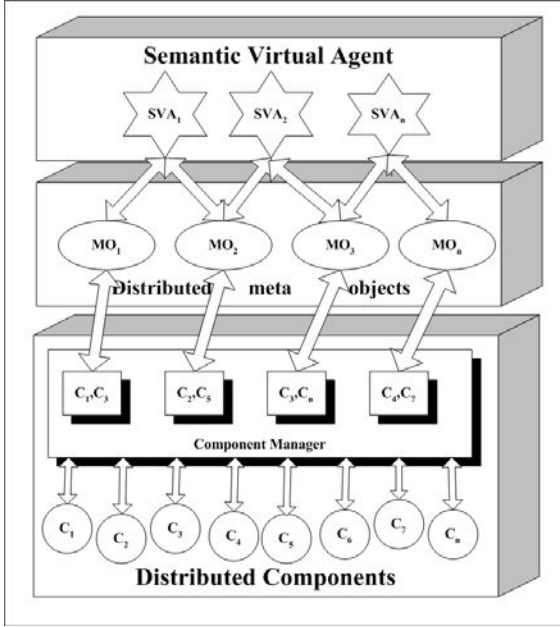 Semantic Virtual Agent
SVA₁ SVA₂ SVAₙ
MO₁ MO₂ MO₃ MOₙ
Distributed meta objects
C₁,C₃ C₂,C₅ C₃,Cₙ C₄,C₇
Component Manager
C₁ C₂ C₃ C₄ C₅ C₆ C₇ Cₙ
Distributed Components